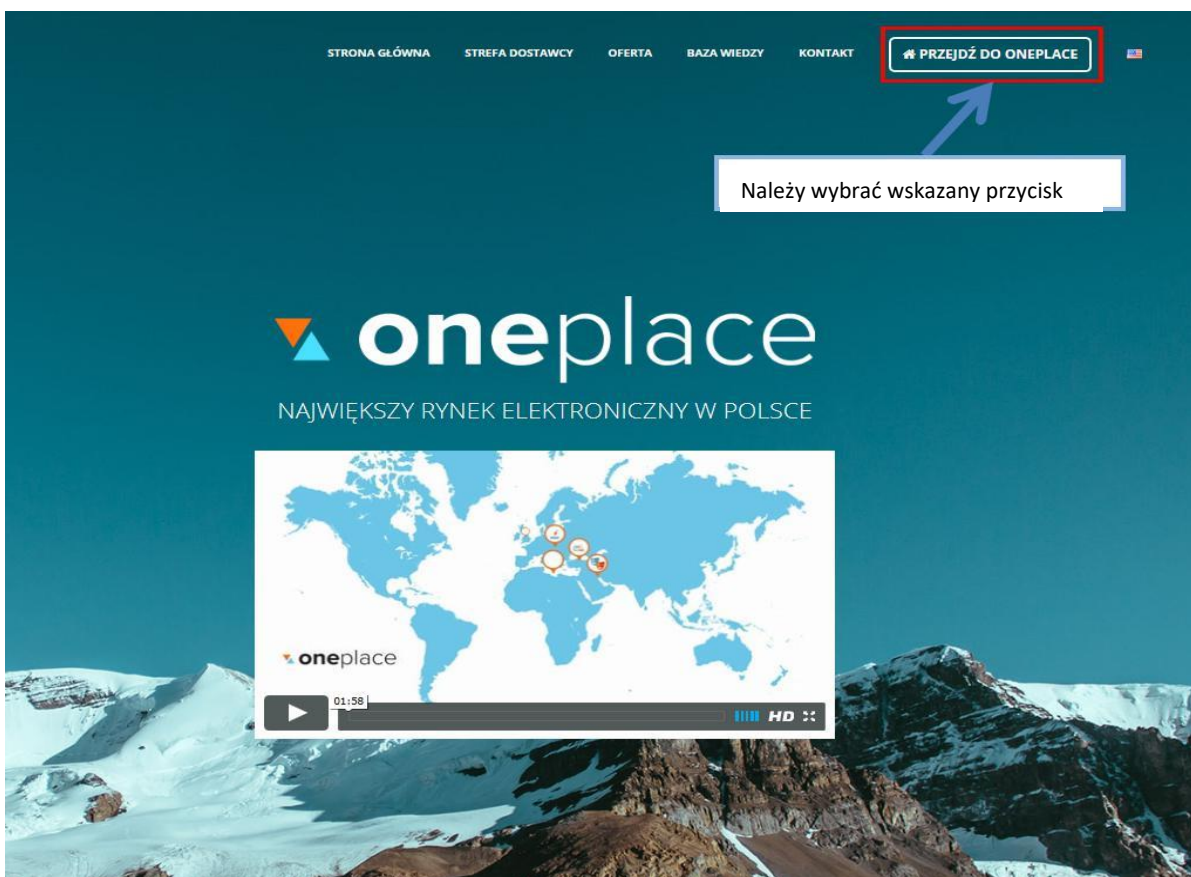 STRONA GŁÓWNA STREFA DOSTAWCY OFERTA BAZA WIEDZY KONTAKT PRZEJDŹ DO ONEPLACE
Należy wybrać wskazany przycisk
oneplace
NAJWIĘKSZY RYNEK ELEKTRONICZNY W POLSCE
oneplace
01:58
HD